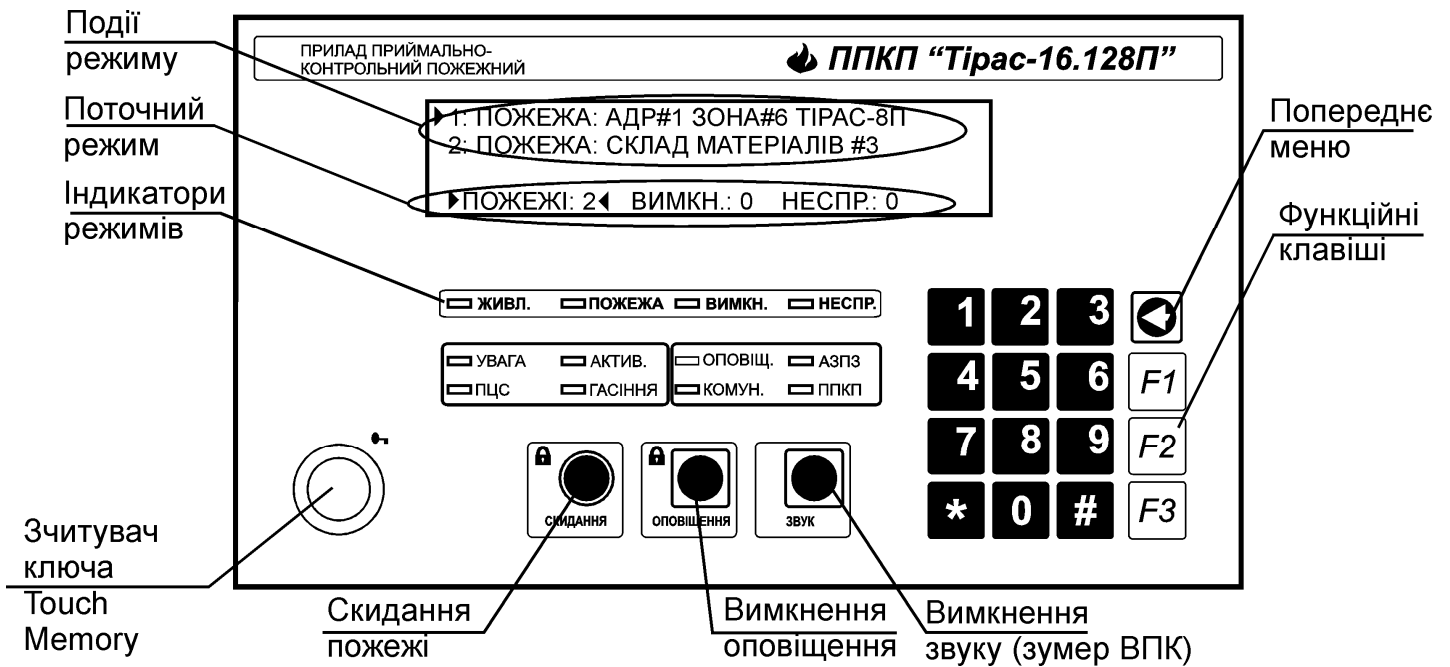 Події
режиму
Поточний
режим
Індикатори
режимів
ПРИЛАД ПРИЙМАЛЬНО-
КОНТРОЛЬНИЙ ПОЖЕЖНИЙ
ППКП “Тірас-16.128П”
1: ПОЖЕЖА: АДР#1 ЗОНА#6 ТІРАС-8П
2: ПОЖЕЖА: СКЛАД МАТЕРІАЛІВ #3
ПОЖЕЖІ: 2 ВИМКН.: 0 НЕСПР.: 0
Попереднє
меню
Функційні
клавіші
ЖИВЛ. ПОЖЕЖА ВИМКН. НЕСПР.
УВАГА АКТИВ. ОПОВІЩ. АЗПЗ
ПЦС ГАСІННЯ КОМУН. ППКП
1 2 3
4 5 6 F1
7 8 9 F2
* 0 # F3
СКИДАННЯ ОПОВІЩЕННЯ ЗВУК
Зчитувач
ключа
Touch
Memory
Скидання
пожежі
Вимкнення
оповіщення
Вимкнення
звуку (зумер ВПК)